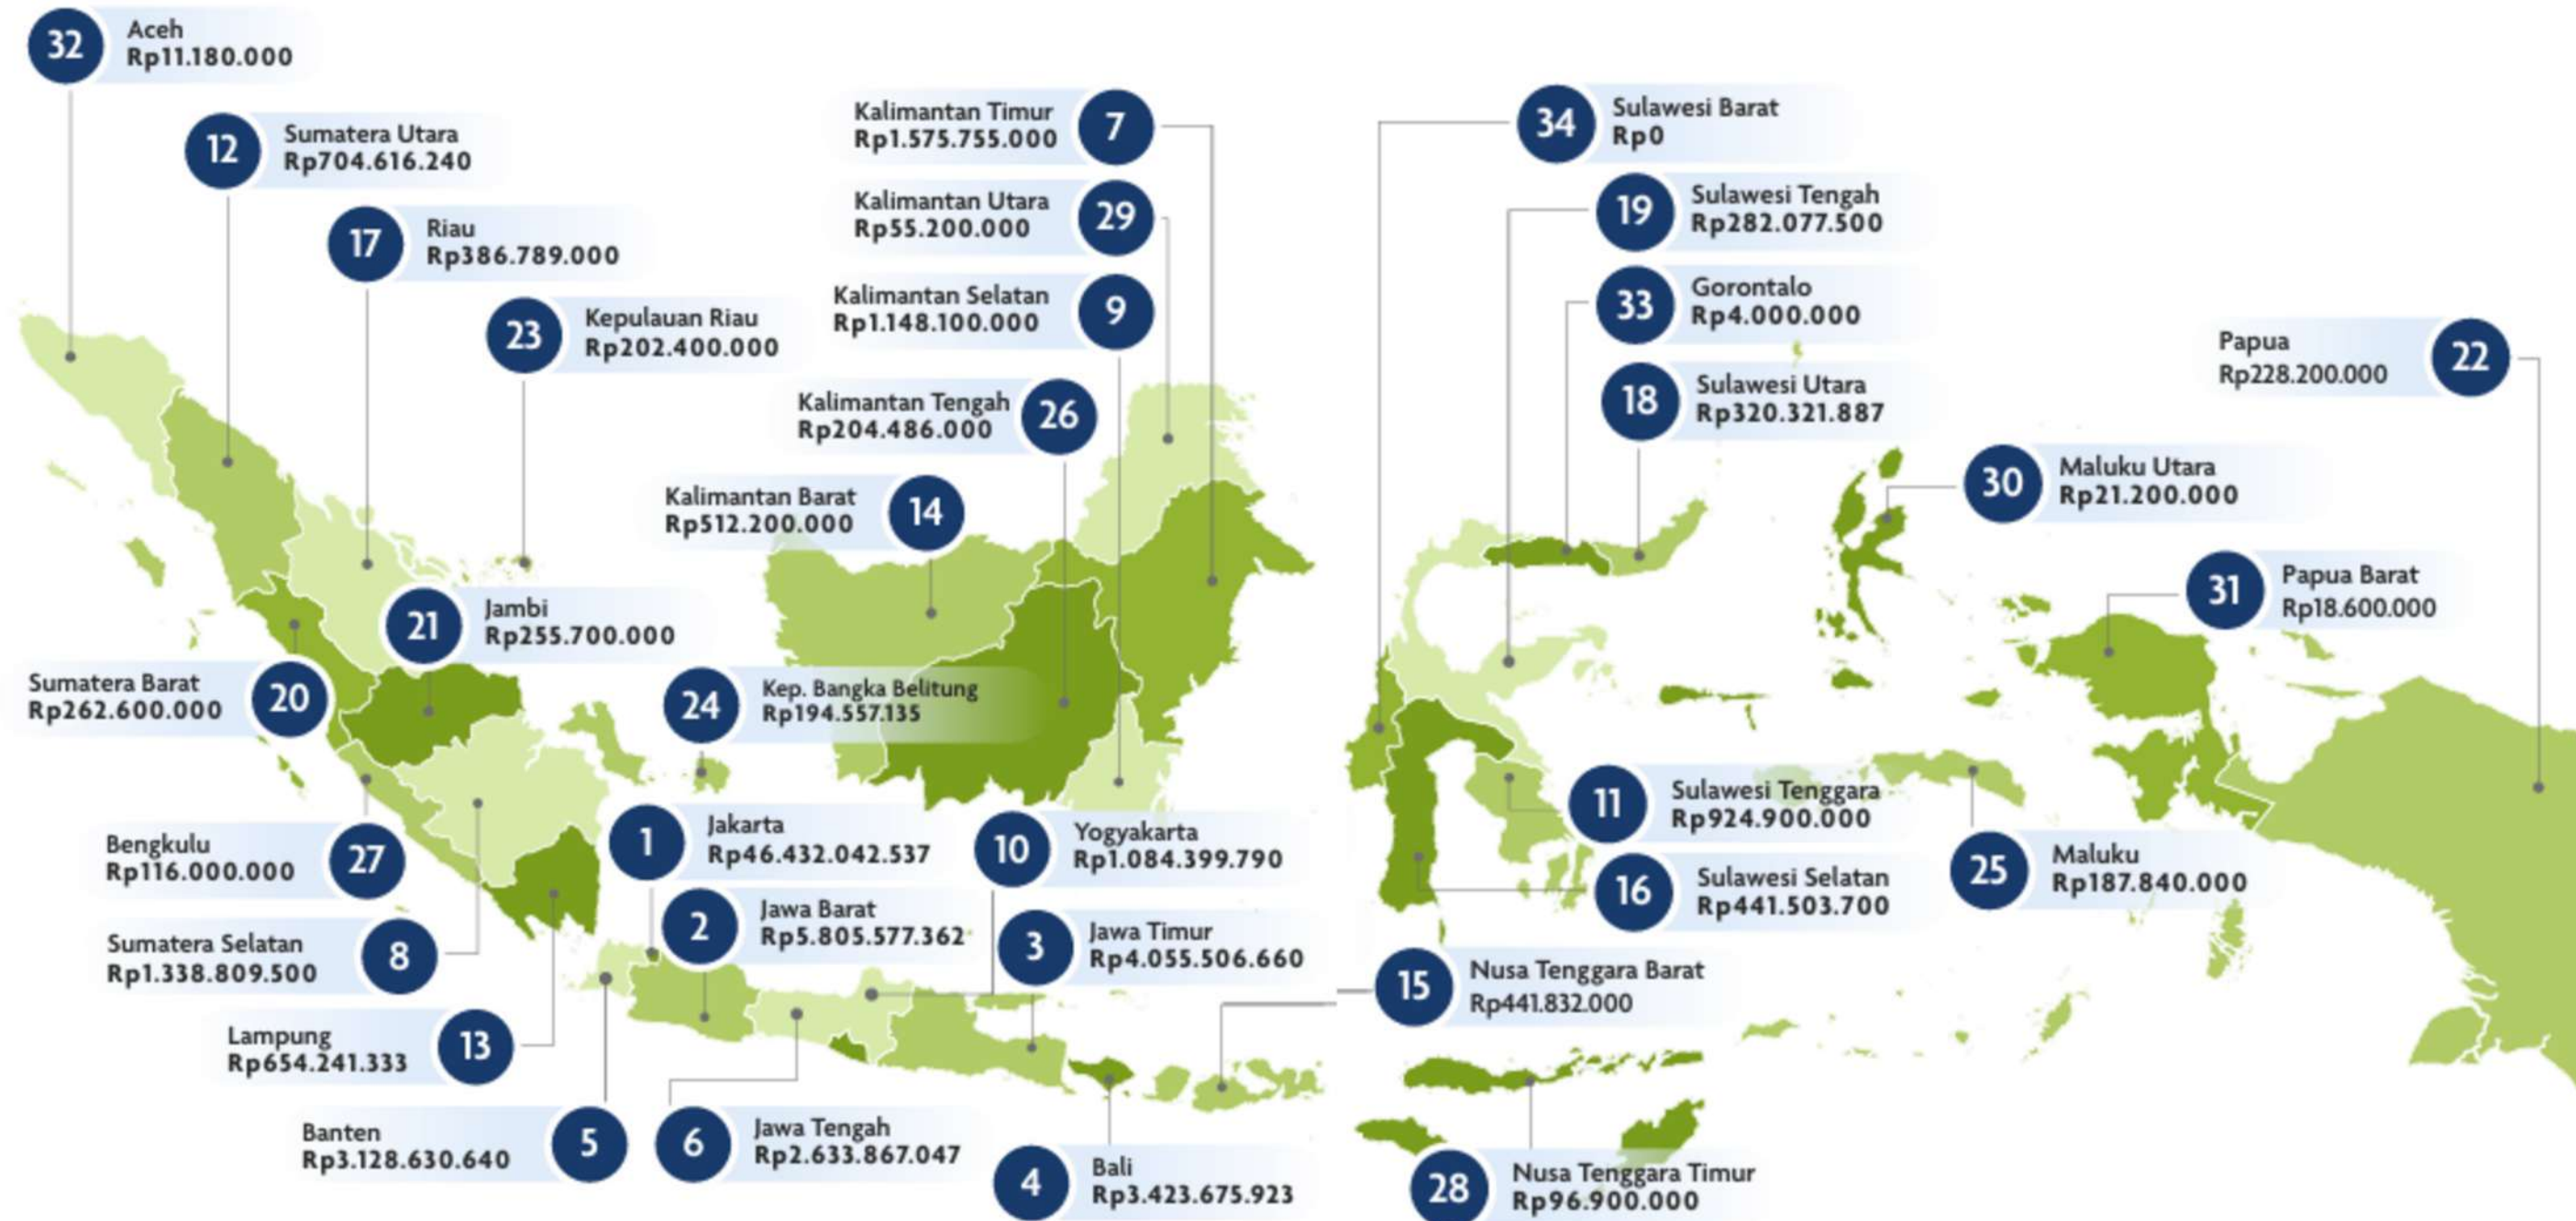 32
Aceh
Rp11.180.000
12
Sumatera Utara
Rp704.616.240
17
Riau
Rp386.789.000
23
Kepulauan Riau
Rp202.400.000
21
Jambi
Rp255.700.000
Sumatera Barat
Rp262.600.000
20
24
Kep. Bangka Belitung
Rp194.557.135
Bengkulu
Rp116.000.000
27
Sumatera Selatan
Rp1.338.809.500
8
Lampung
Rp654.241.333
13
Banten
Rp3.128.630.640
5
1
Jakarta
Rp46.432.042.537
2
Jawa Barat
Rp5.805.577.362
10
Yogyakarta
Rp1.084.399.790
3
Jawa Timur
Rp4.055.506.660
6
Jawa Tengah
Rp2.633.867.047
4
Bali
Rp3.423.675.923
Kalimantan Timur
Rp1.575.755.000
7
Kalimantan Utara
Rp55.200.000
29
Kalimantan Selatan
Rp1.148.100.000
9
Kalimantan Tengah
Rp204.486.000
26
Kalimantan Barat
Rp512.200.000
14
34
Sulawesi Barat
Rp0
19
Sulawesi Tengah
Rp282.077.500
33
Gorontalo
Rp4.000.000
18
Sulawesi Utara
Rp320.321.887
11
Sulawesi Tenggara
Rp924.900.000
16
Sulawesi Selatan
Rp441.503.700
15
Nusa Tenggara Barat
Rp441.832.000
28
Nusa Tenggara Timur
Rp96.900.000
30
Maluku Utara
Rp21.200.000
25
Maluku
Rp187.840.000
31
Papua Barat
Rp18.600.000
Papua
Rp228.200.000
22